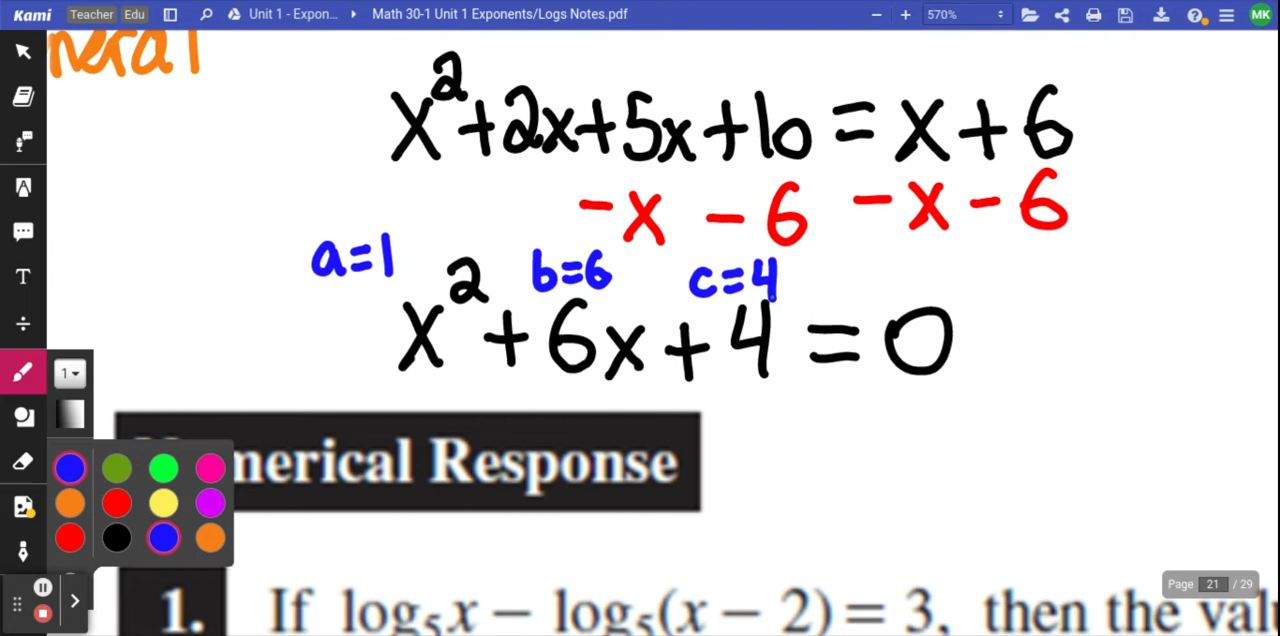 Kami Teacher Edu Unit 1 - Expon... Math 30-1 Unit 1 Exponents/Logs Notes.pdf 570% MK
x²+2x+5x+10=x+6
-x -6 -x-6
a=1 b=6 c=4
x²+6x+4=0
1
Numerical Response
Page 21 / 29
1. If log₅x − log₅(x − 2) = 3, then the